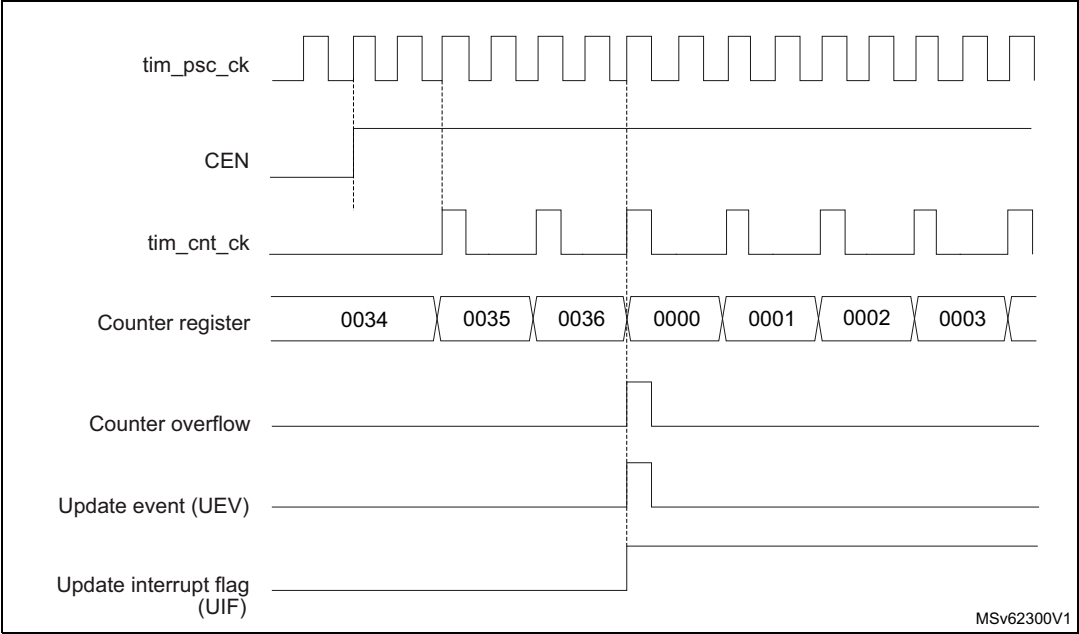 tim_psc_ck
CEN
tim_cnt_ck
Counter register
0034 0035 0036 0000 0001 0002 0003
Counter overflow
Update event (UEV)
Update interrupt flag
(UIF)
MSv62300V1